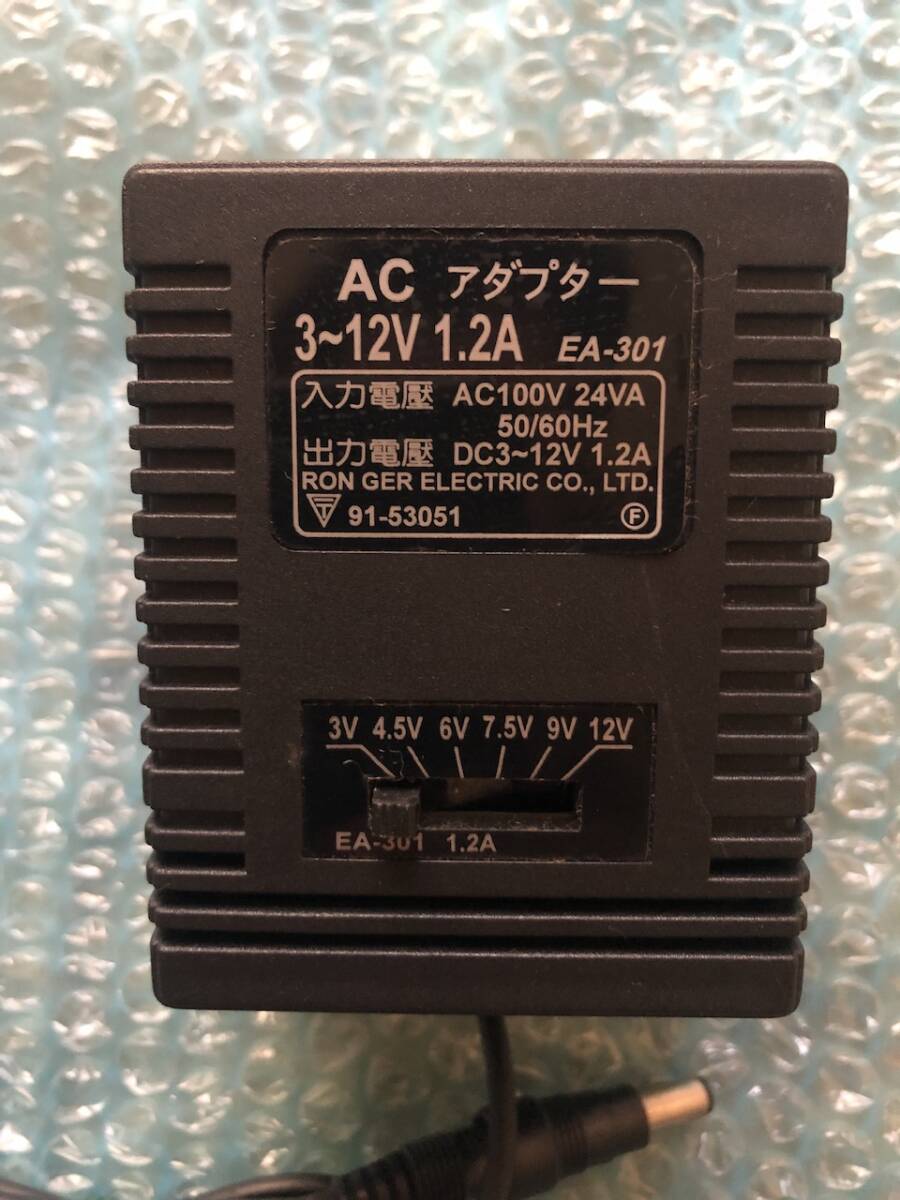 AC アダプター
3~12V 1.2A EA-301
入力電壓 AC100V 24VA
50/60Hz
出力電壓 DC3~12V 1.2A
RON GER ELECTRIC CO., LTD.
〒 91-53051 Ⓕ
3V 4.5V 6V 7.5V 9V 12V
EA-301 1.2A